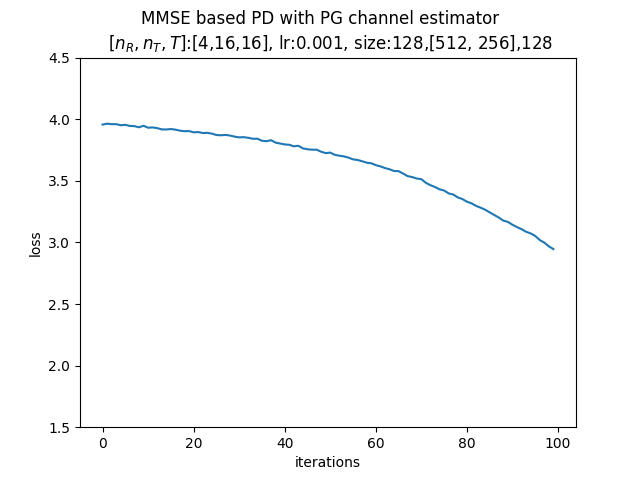 MMSE based PD with PG channel estimator
[n_R, n_T, T]:[4,16,16], lr:0.001, size:128,[512, 256],128
4.5
4.0
3.5
3.0
2.5
2.0
1.5
loss
0 20 40 60 80 100
iterations